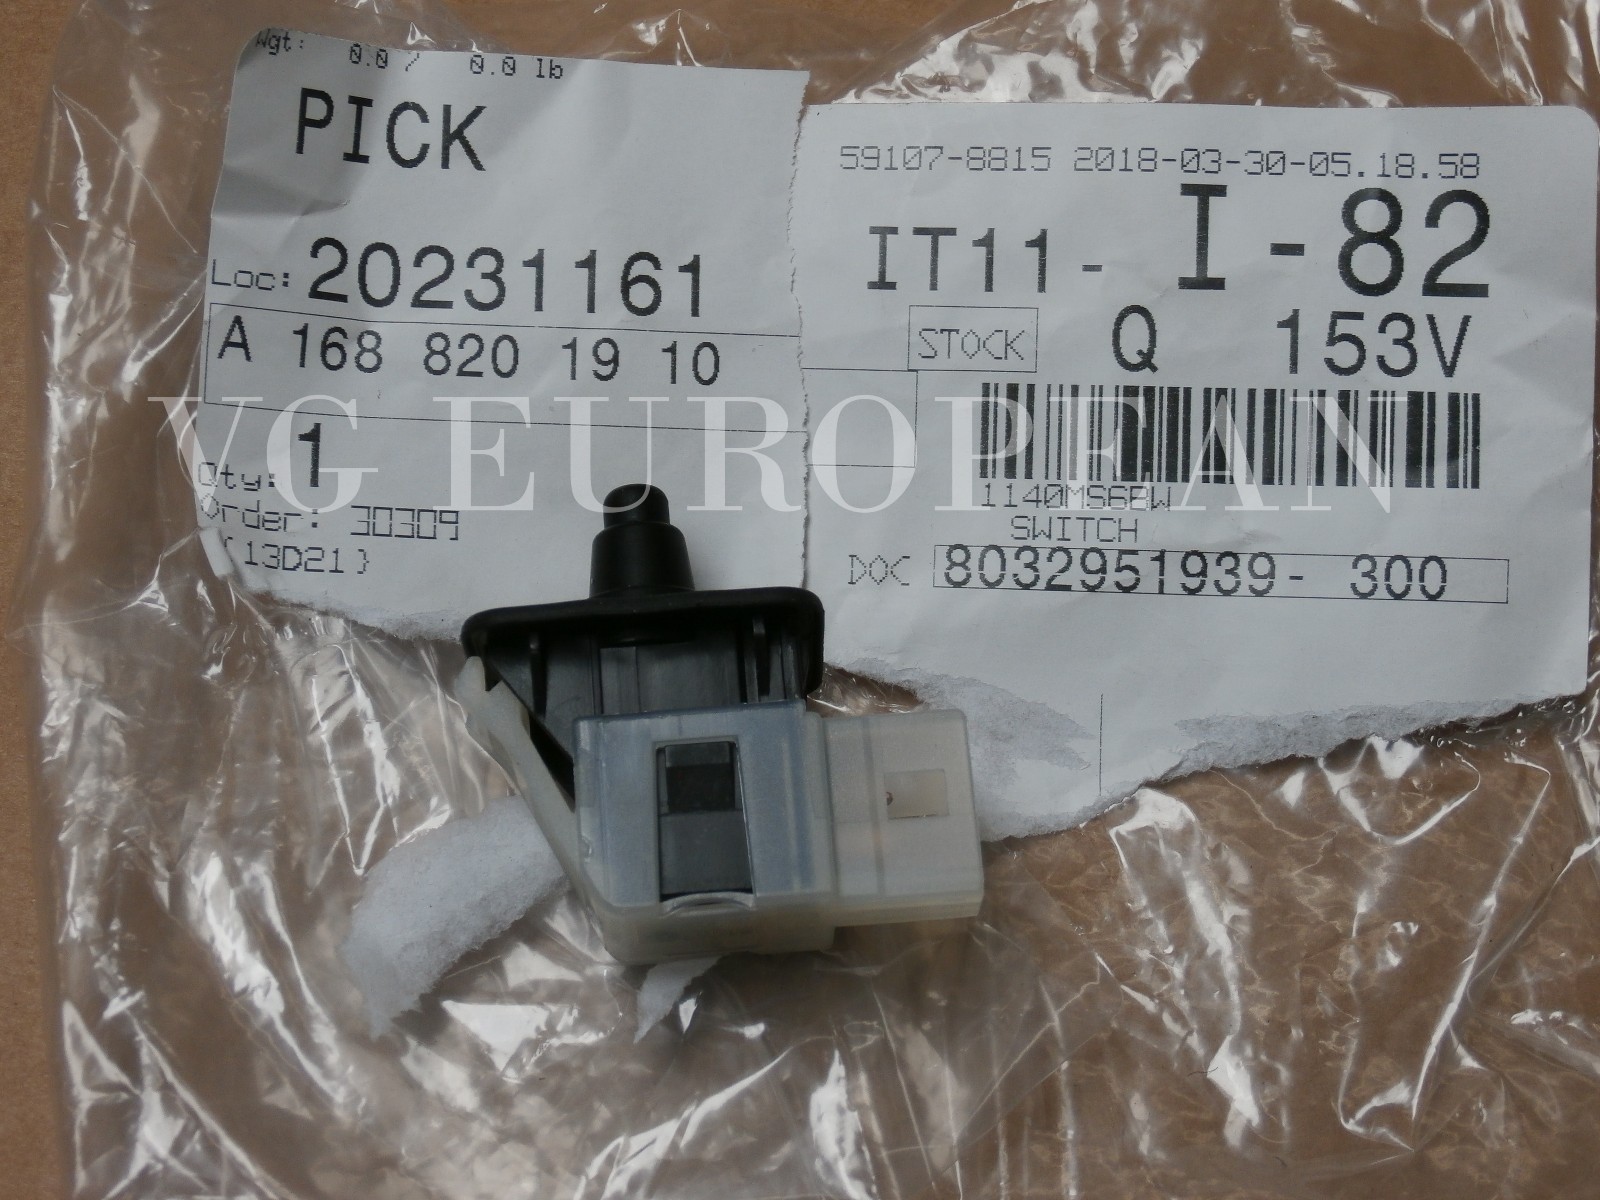 Wgt: 0.0 / 0.0 lb
PICK
Loc: 20231161
A 168 820 19 10
Qty: 1
Order: 30309
{13D21}
59107-8815 2018-03-30-05.18.58
IT11 - I-82
STOCK Q 153V
1140MS6BW
SWITCH
DOC 8032951939- 300
VG EUROPEAN